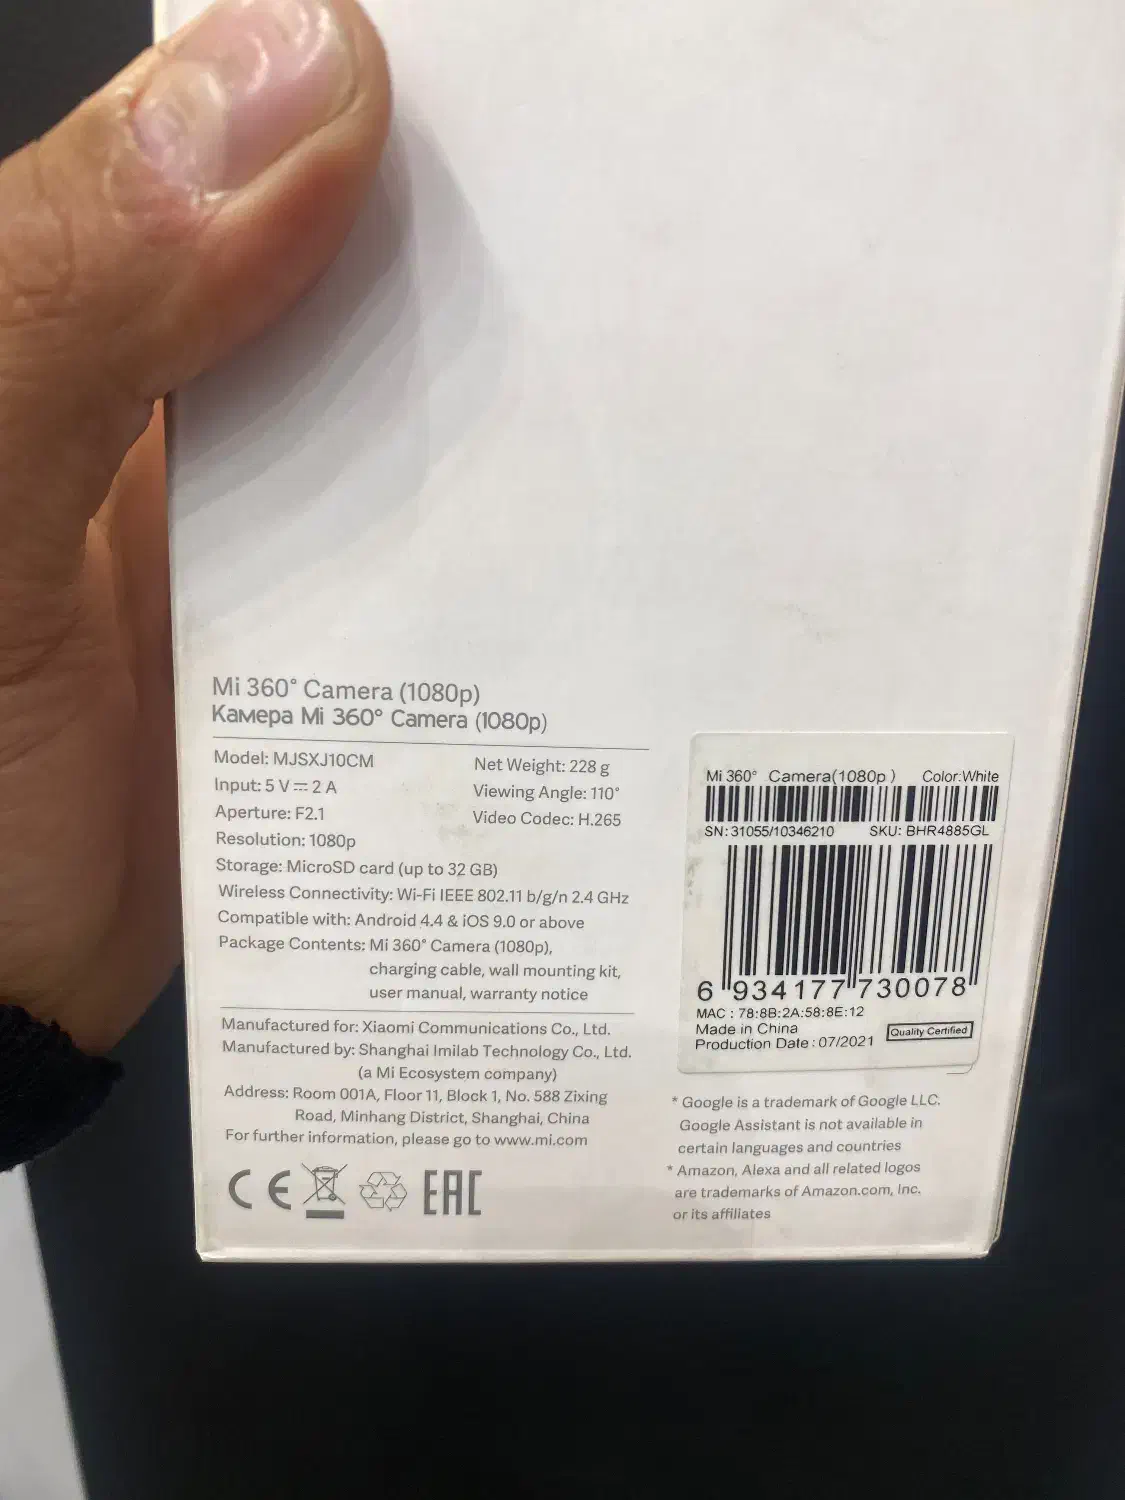 Mi 360° Camera (1080p)
Камера Mi 360° Camera (1080p)
Model: MJSXJ10CM
Input: 5 V⎓2 A
Aperture: F2.1
Resolution: 1080p
Net Weight: 228 g
Viewing Angle: 110°
Video Codec: H.265
Storage: MicroSD card (up to 32 GB)
Wireless Connectivity: Wi-Fi IEEE 802.11 b/g/n 2.4 GHz
Compatible with: Android 4.4 & iOS 9.0 or above
Package Contents: Mi 360° Camera (1080p),
charging cable, wall mounting kit,
user manual, warranty notice
Manufactured for: Xiaomi Communications Co., Ltd.
Manufactured by: Shanghai Imilab Technology Co., Ltd.
(a Mi Ecosystem company)
Address: Room 001A, Floor 11, Block 1, No. 588 Zixing
Road, Minhang District, Shanghai, China
For further information, please go to www.mi.com
CE EAC
Mi 360° Camera(1080p ) Color:White
SN: 31055/10346210 SKU: BHR4885GL
6 934177 730078
MAC : 78:8B:2A:58:8E:12
Made in China
Quality Certified
Production Date : 07/2021
* Google is a trademark of Google LLC.
Google Assistant is not available in
certain languages and countries
* Amazon, Alexa and all related logos
are trademarks of Amazon.com, Inc.
or its affiliates